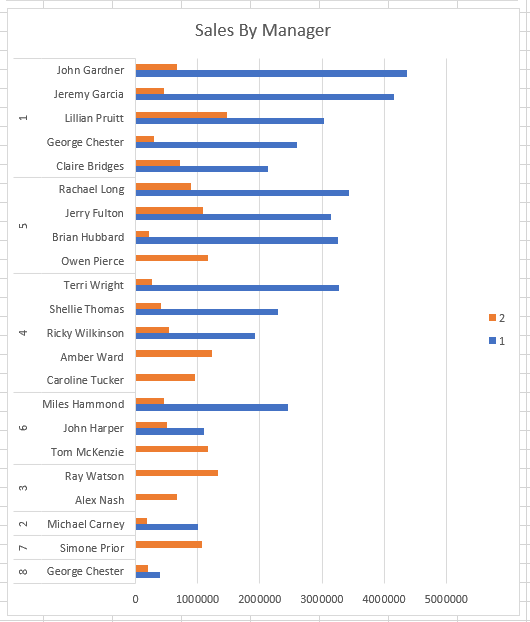 Sales By Manager
1
John Gardner
Jeremy Garcia
Lillian Pruitt
George Chester
Claire Bridges
5
Rachael Long
Jerry Fulton
Brian Hubbard
Owen Pierce
4
Terri Wright
Shellie Thomas
Ricky Wilkinson
Amber Ward
Caroline Tucker
6
Miles Hammond
John Harper
Tom McKenzie
3
Ray Watson
Alex Nash
2
Michael Carney
7
Simone Prior
8
George Chester
0 1000000 2000000 3000000 4000000 5000000
2
1